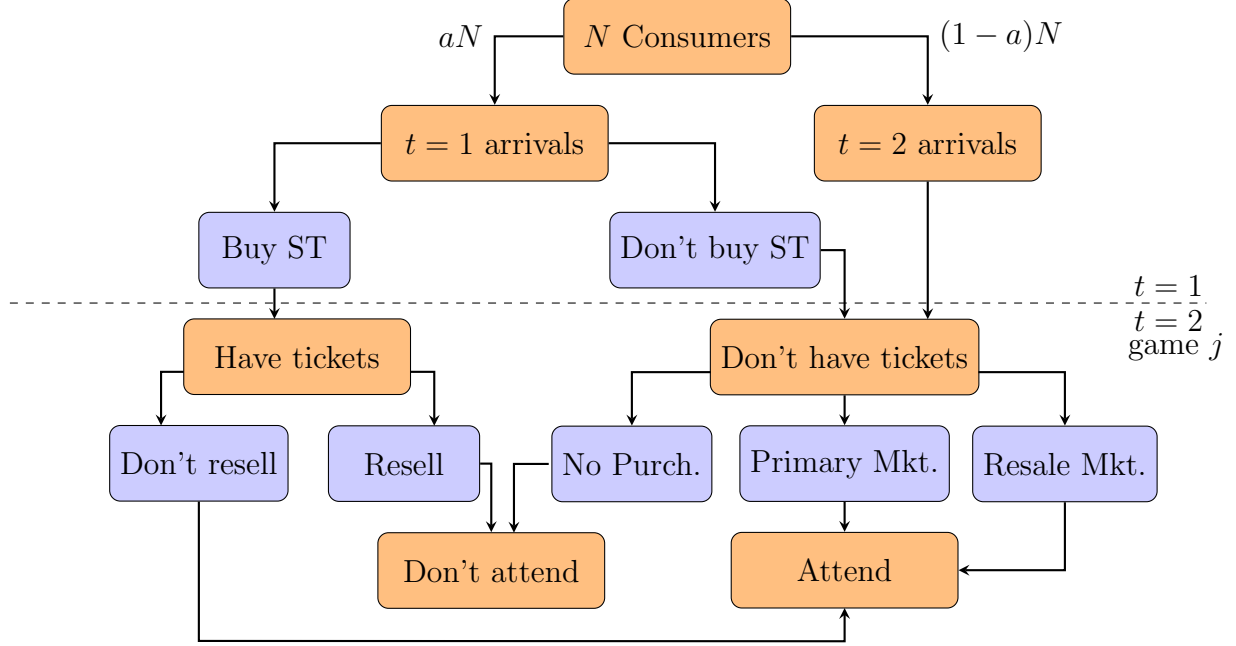 aN
N Consumers
(1 − a)N
t = 1 arrivals
t = 2 arrivals
Buy ST
Don't buy ST
t = 1
t = 2
game j
Have tickets
Don't have tickets
Don't resell
Resell
No Purch.
Primary Mkt.
Resale Mkt.
Don't attend
Attend